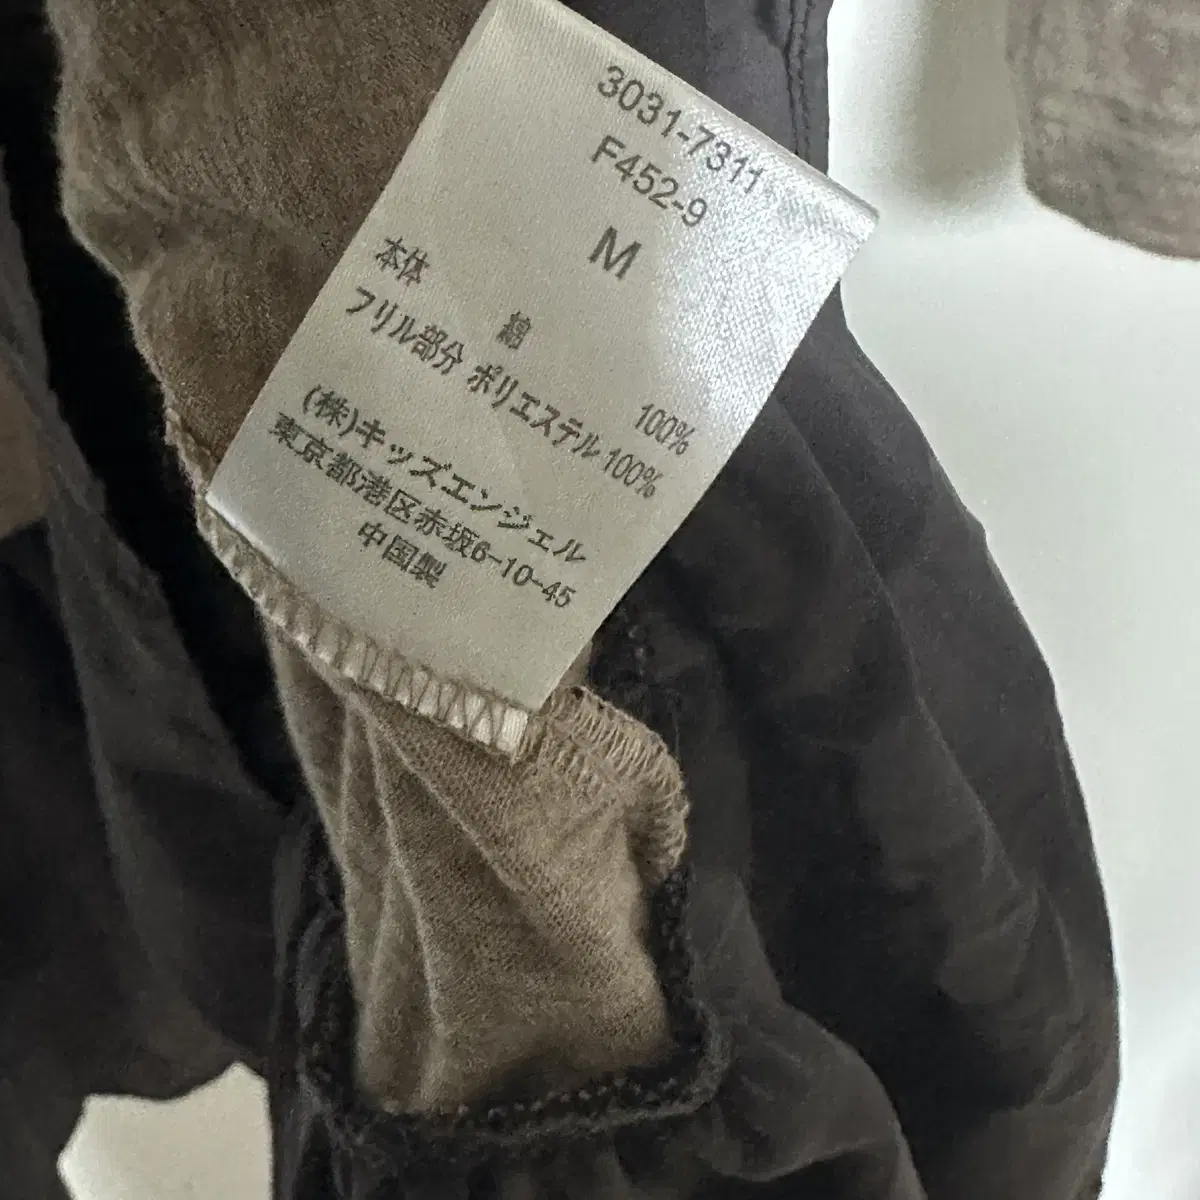 3031-7311
F452-9
M
本体 綿 100%
フリル部分 ポリエステル 100%
(株)キッズエンジェル
東京都港区赤坂6-10-45
中国製